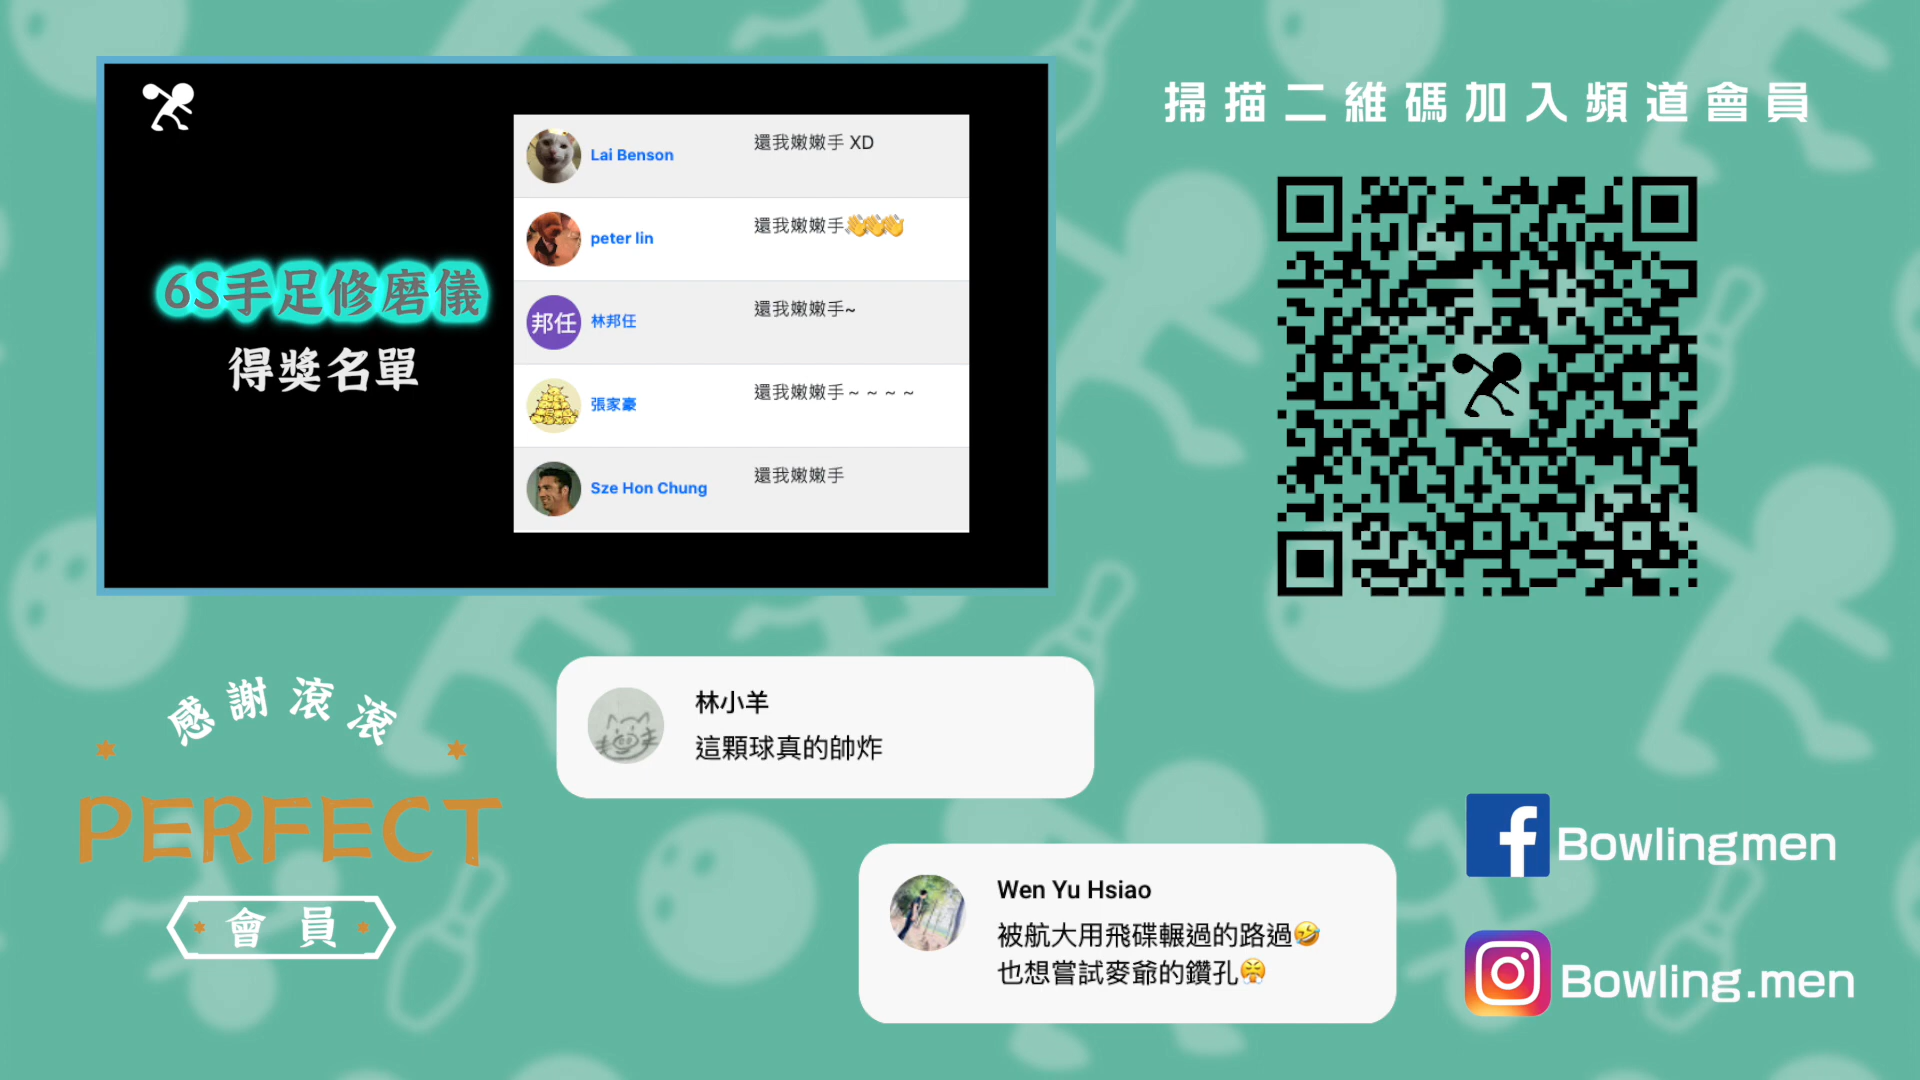 6S手足修磨儀
得獎名單
Lai Benson
還我嫩嫩手 XD
peter lin
還我嫩嫩手👋👋👋
邦任
林邦任
還我嫩嫩手~
張家豪
還我嫩嫩手~ ~ ~ ~
Sze Hon Chung
還我嫩嫩手
掃描二維碼加入頻道會員
感謝滾滾
PERFECT
會員
林小羊
這顆球真的帥炸
Wen Yu Hsiao
被航大用飛碟輾過的路過🤣
也想嘗試麥爺的鑽孔😤
Bowlingmen
Bowling.men